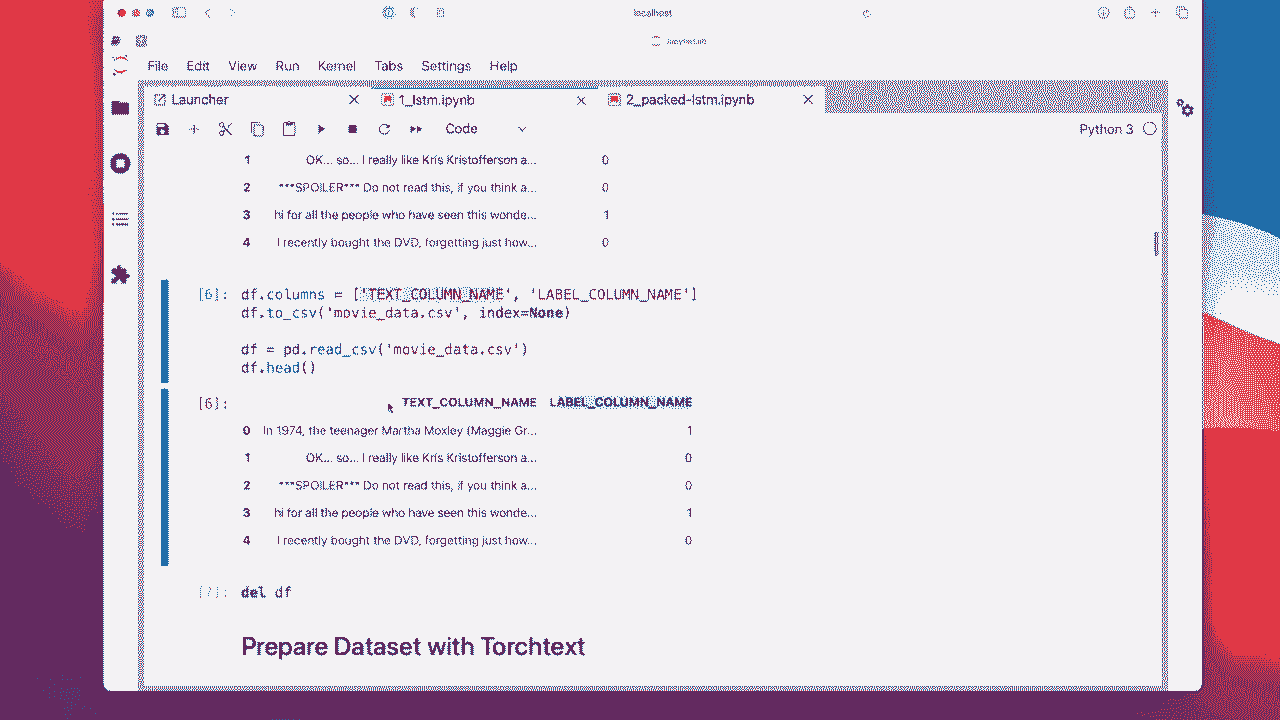 localhost
JupyterLab
File Edit View Run Kernel Tabs Settings Help
Launcher 1_lstm.ipynb 2_packed-lstm.ipynb
Code Python 3
1 OK... so... I really like Kris Kristofferson a... 0
2 ***SPOILER*** Do not read this, if you think a... 0
3 hi for all the people who have seen this wonde... 1
4 I recently bought the DVD, forgetting just how... 0
[6]: df.columns = ['TEXT_COLUMN_NAME', 'LABEL_COLUMN_NAME']
df.to_csv('movie_data.csv', index=None)
df = pd.read_csv('movie_data.csv')
df.head()
[6]: TEXT_COLUMN_NAME LABEL_COLUMN_NAME
0 In 1974, the teenager Martha Moxley (Maggie Gr... 1
1 OK... so... I really like Kris Kristofferson a... 0
2 ***SPOILER*** Do not read this, if you think a... 0
3 hi for all the people who have seen this wonde... 1
4 I recently bought the DVD, forgetting just how... 0
[7]: del df
Prepare Dataset with Torchtext